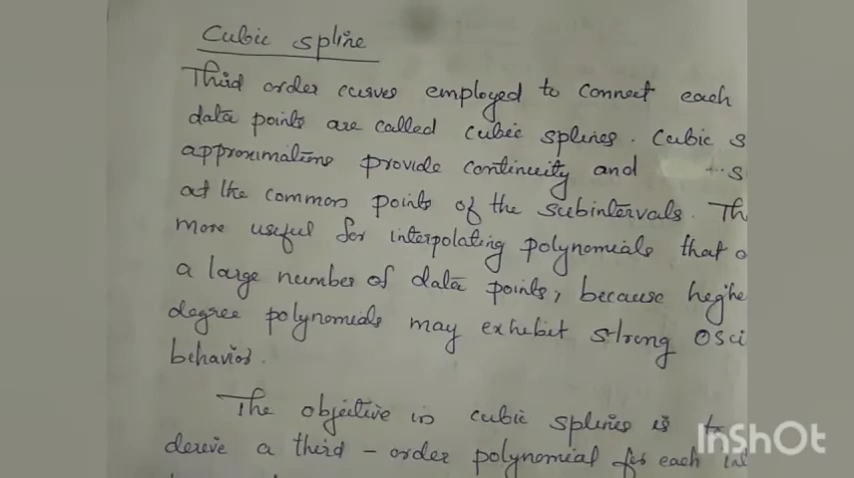 Cubic spline
Third order curves employed to connect each
data points are called cubic splines. Cubic s
approximations provide continuity and
at the common points of the subintervals. Th
more useful for interpolating polynomials that
a large number of data points, because highe
degree polynomials may exhibit strong osci
behavior.
The objective in cubic splines is to
derive a third - order polynomial for each
InShOt